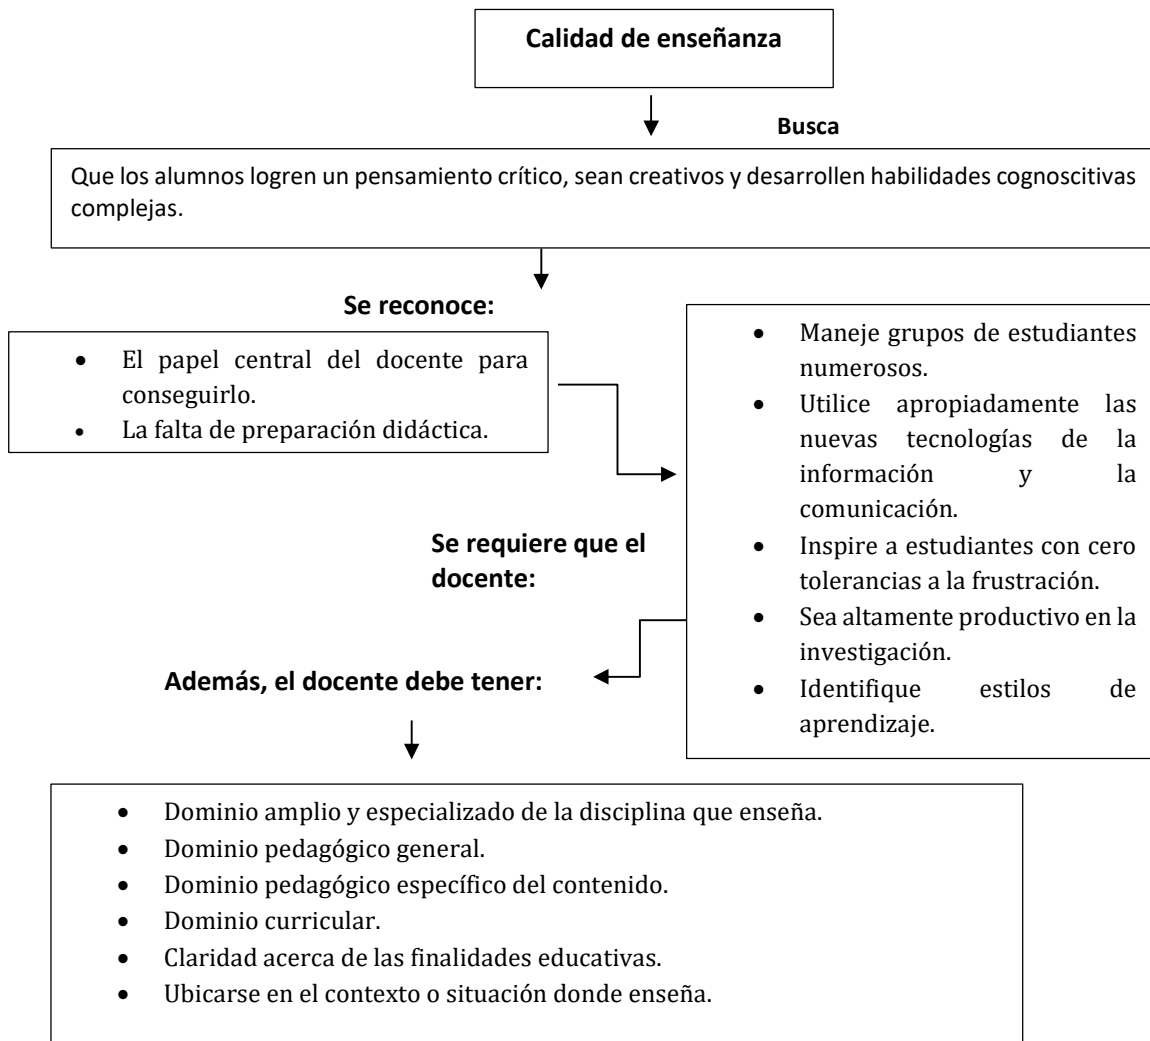 Calidad de enseñanza
Busca
Que los alumnos logren un pensamiento crítico, sean creativos y desarrollen habilidades cognoscitivas
complejas.
Se reconoce:
• El papel central del docente para
conseguirlo.
• La falta de preparación didáctica.
• Maneje grupos de estudiantes
numerosos.
• Utilice apropiadamente las
nuevas tecnologías de la
información y la
comunicación.
• Inspire a estudiantes con cero
tolerancias a la frustración.
• Sea altamente productivo en la
investigación.
• Identifique estilos de
aprendizaje.
Se requiere que el
docente:
Además, el docente debe tener:
• Dominio amplio y especializado de la disciplina que enseña.
• Dominio pedagógico general.
• Dominio pedagógico específico del contenido.
• Dominio curricular.
• Claridad acerca de las finalidades educativas.
• Ubicarse en el contexto o situación donde enseña.